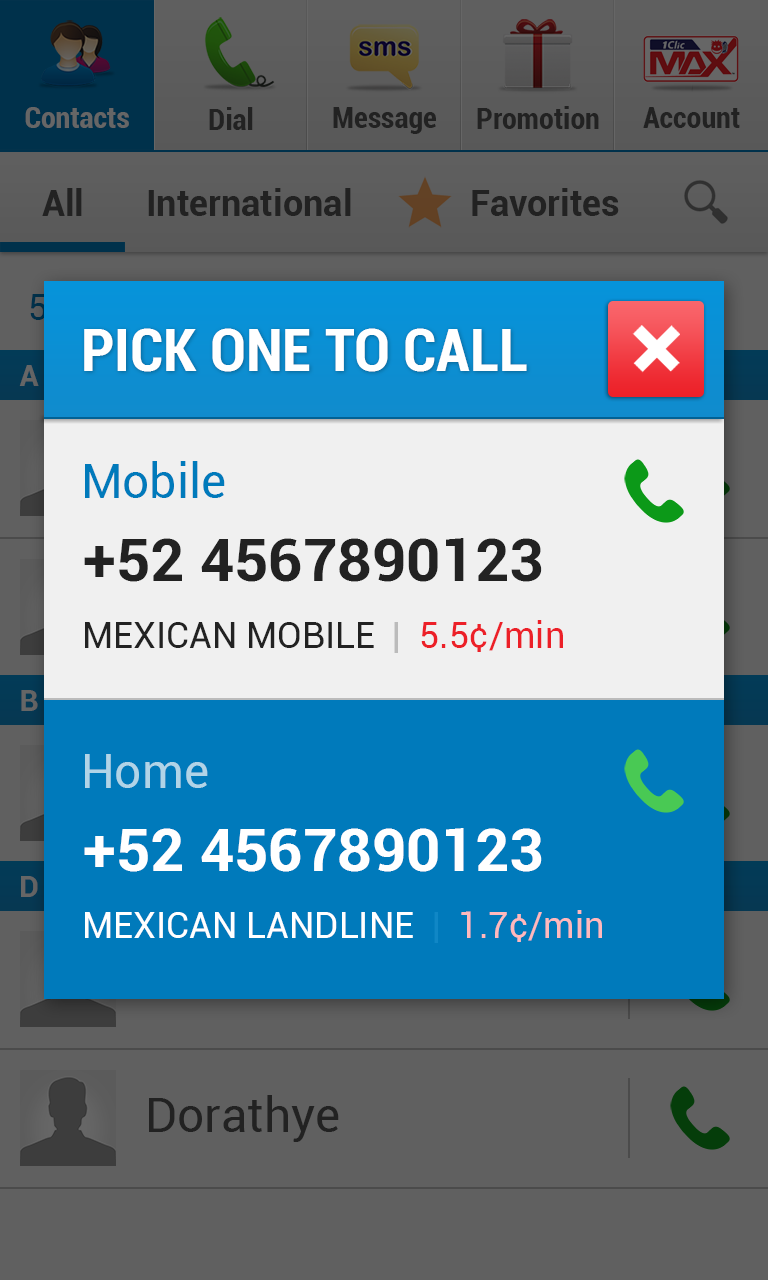 sms
1Clic
MAX
Contacts
Dial
Message
Promotion
Account
All
International
Favorites
5
A
PICK ONE TO CALL
Mobile
+52 4567890123
MEXICAN MOBILE | 5.5¢/min
B
Home
+52 4567890123
D
MEXICAN LANDLINE | 1.7¢/min
Dorathye